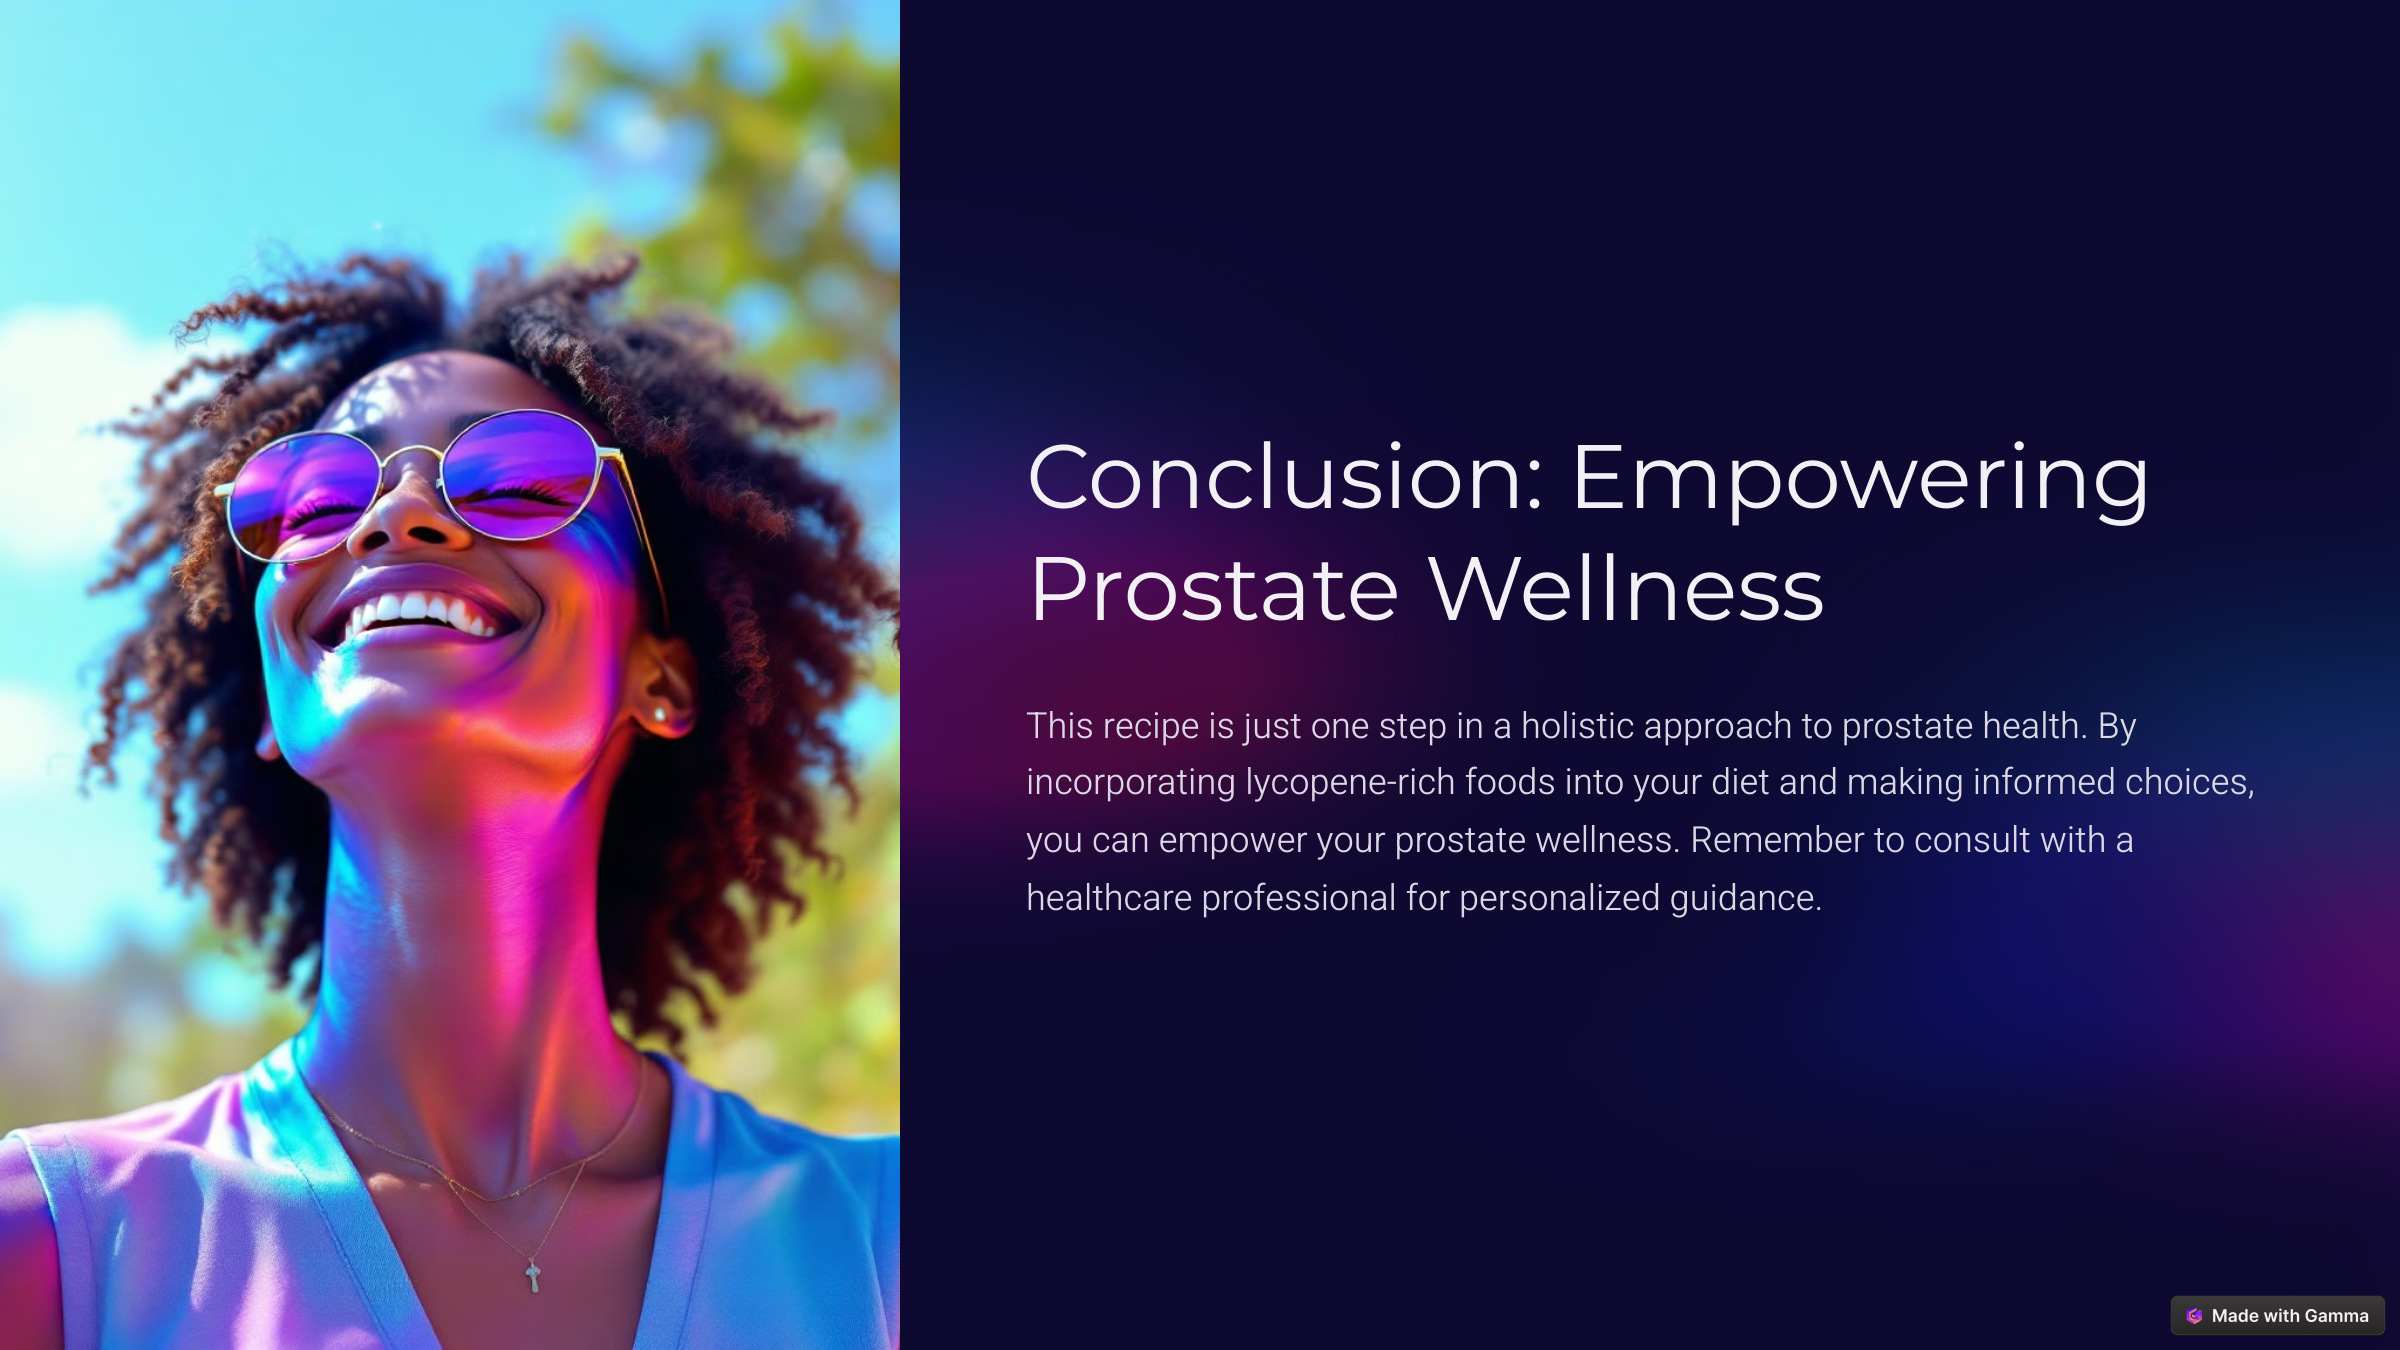 Conclusion: Empowering
Prostate Wellness
This recipe is just one step in a holistic approach to prostate health. By
incorporating lycopene-rich foods into your diet and making informed choices,
you can empower your prostate wellness. Remember to consult with a
healthcare professional for personalized guidance.
Made with Gamma